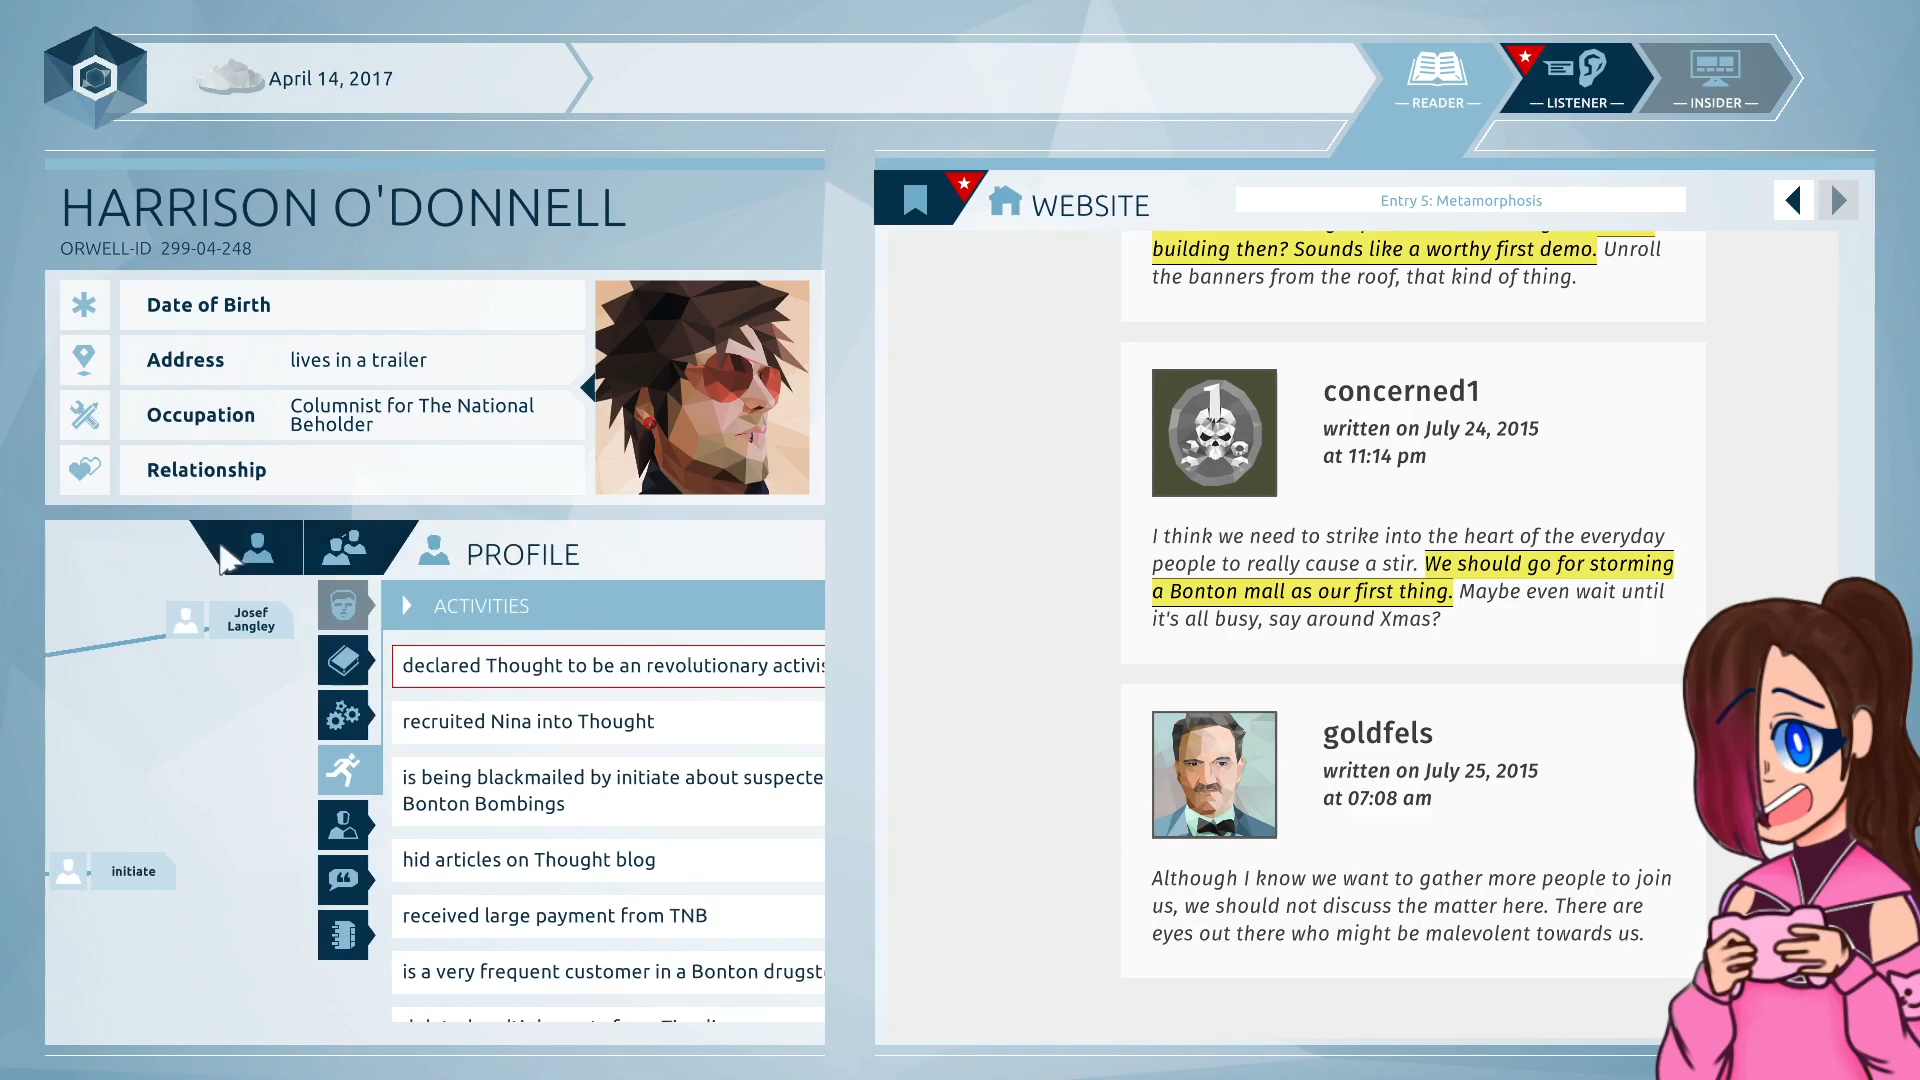 April 14, 2017
— READER —
— LISTENER —
— INSIDER —
HARRISON O'DONNELL
ORWELL-ID 299-04-248
Date of Birth
Address lives in a trailer
Occupation Columnist for The National
Beholder
Relationship
PROFILE
Josef
Langley
initiate
ACTIVITIES
declared Thought to be an revolutionary activis
recruited Nina into Thought
is being blackmailed by initiate about suspecte
Bonton Bombings
hid articles on Thought blog
received large payment from TNB
is a very frequent customer in a Bonton drugst
WEBSITE
Entry 5: Metamorphosis
building then? Sounds like a worthy first demo. Unroll
the banners from the roof, that kind of thing.
1
concerned1
written on July 24, 2015
at 11:14 pm
I think we need to strike into the heart of the everyday
people to really cause a stir. We should go for storming
a Bonton mall as our first thing. Maybe even wait until
it's all busy, say around Xmas?
goldfels
written on July 25, 2015
at 07:08 am
Although I know we want to gather more people to join
us, we should not discuss the matter here. There are
eyes out there who might be malevolent towards us.